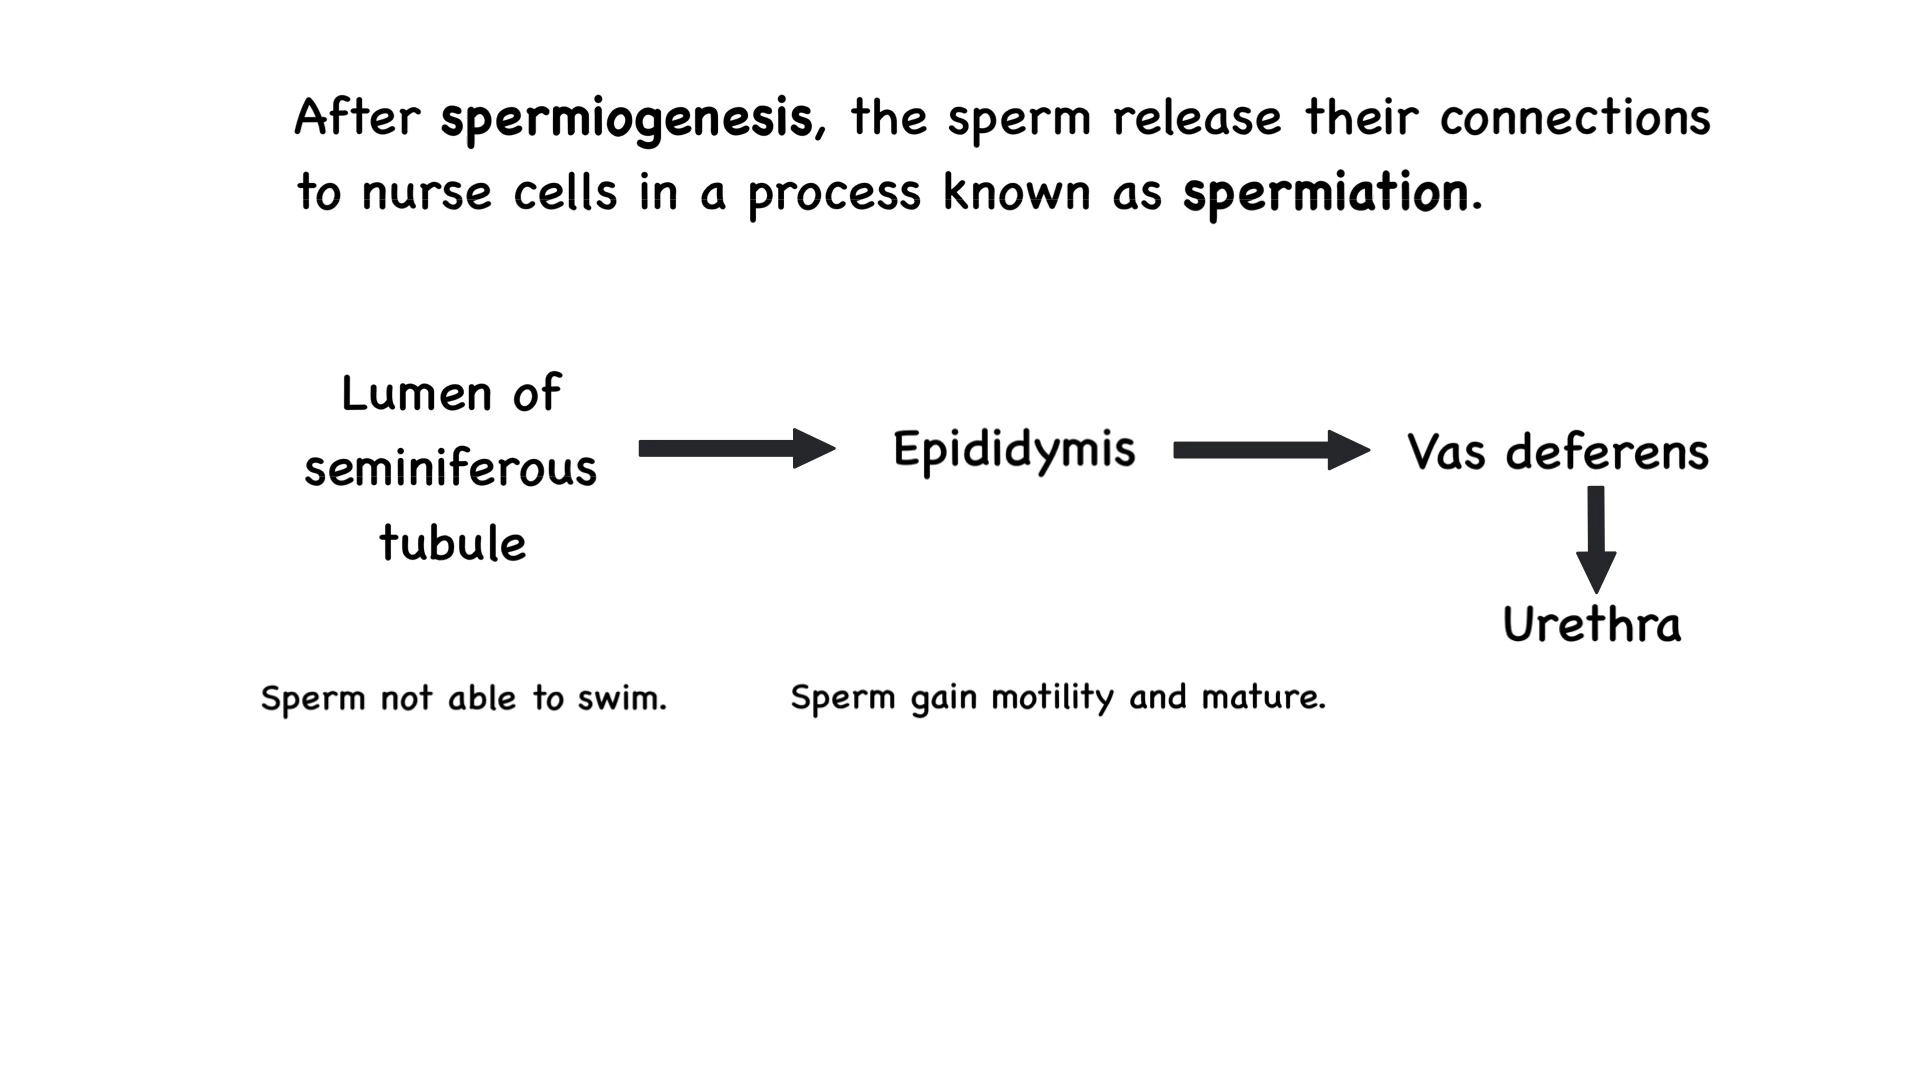 After spermiogenesis, the sperm release their connections
to nurse cells in a process known as spermiation.
Lumen of
seminiferous
tubule
Epididymis
Vas deferens
Urethra
Sperm not able to swim.
Sperm gain motility and mature.